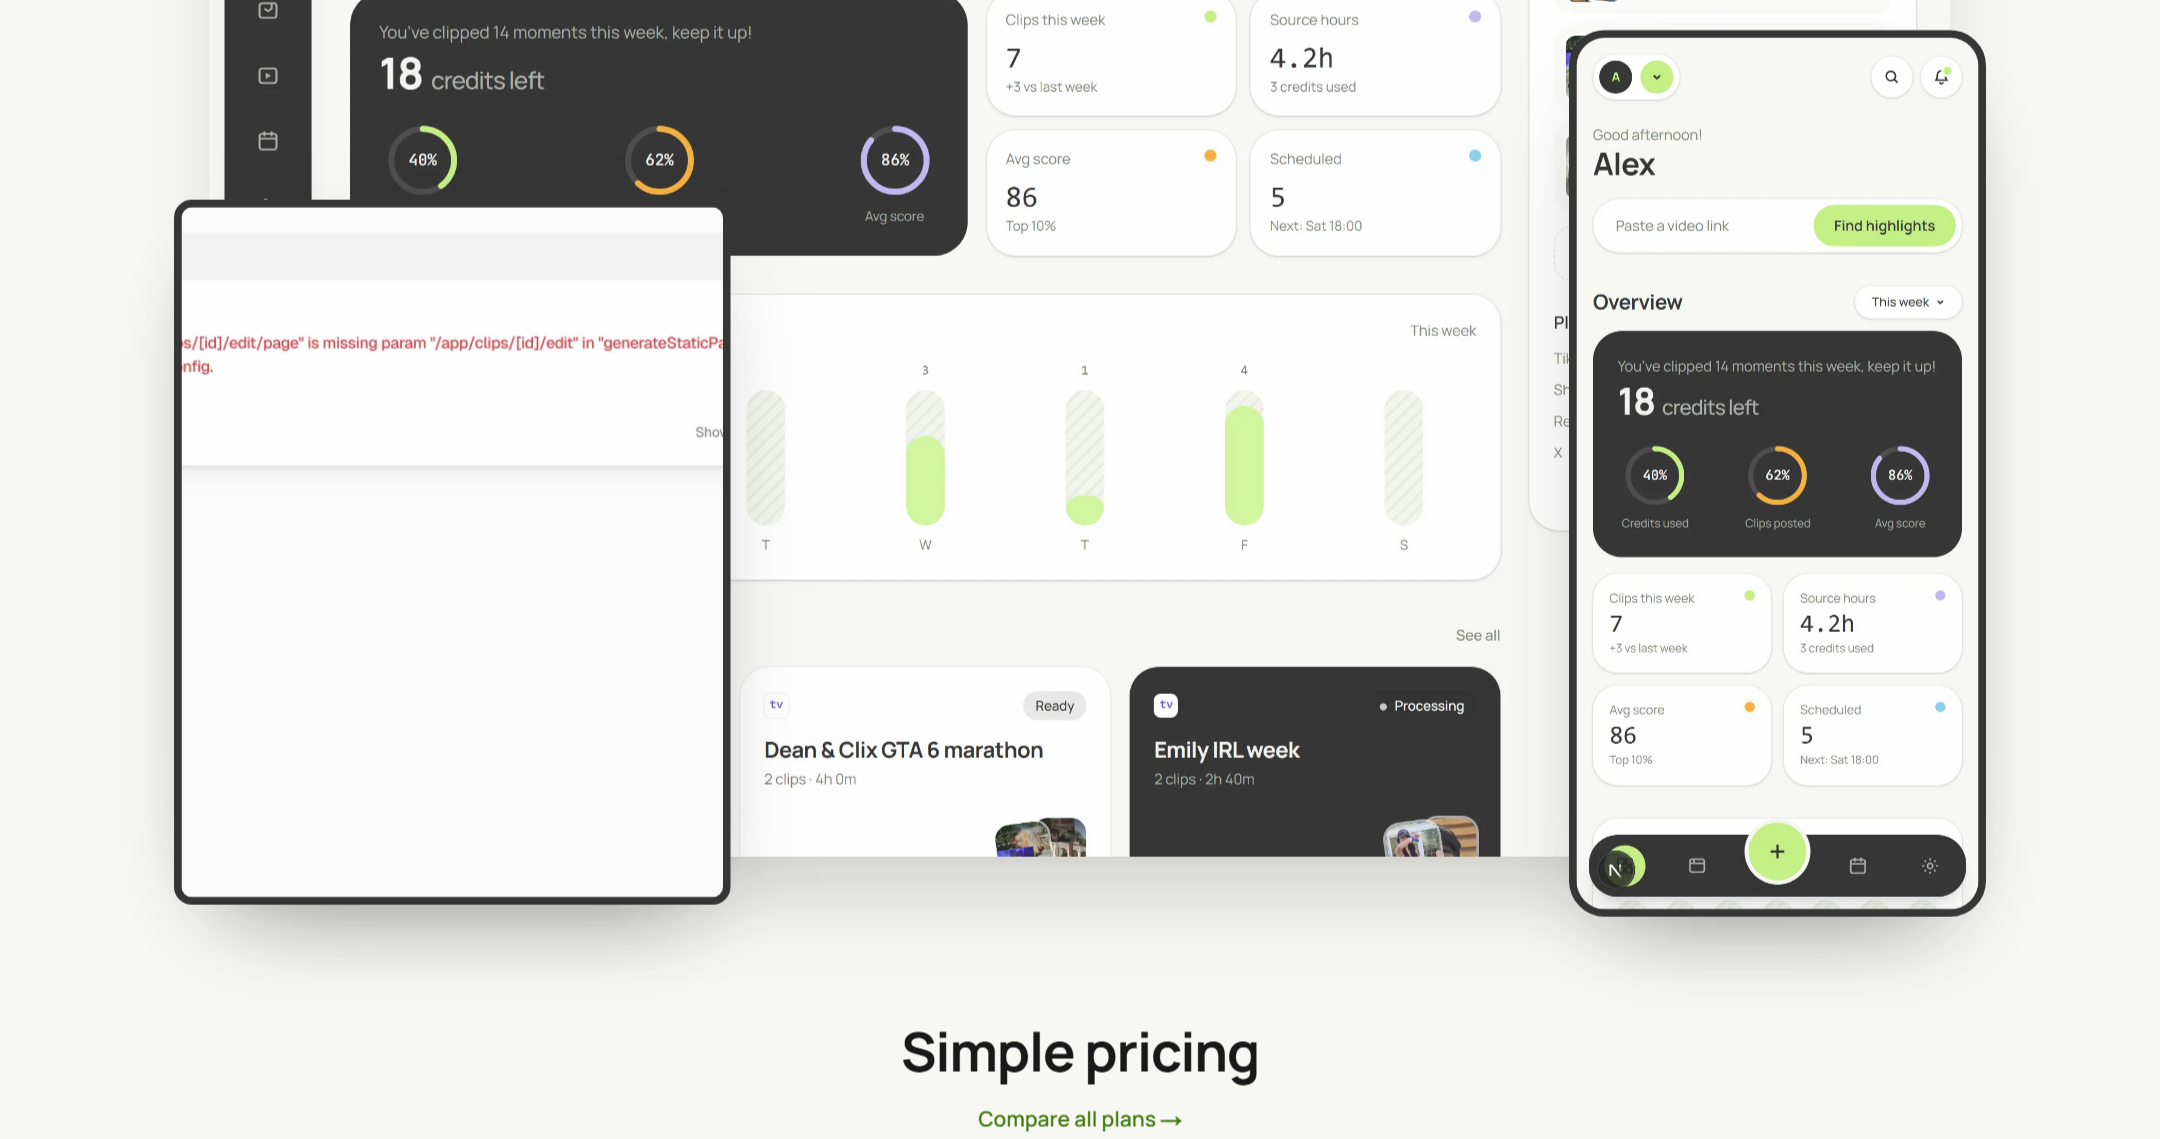 You've clipped 14 moments this week, keep it up!
18 credits left
40%
62%
86%
Avg score
Clips this week
7
+3 vs last week
Source hours
4.2h
3 credits used
Avg score
86
Top 10%
Scheduled
5
Next: Sat 18:00
s/[id]/edit/page" is missing param "/app/clips/[id]/edit" in "generateStaticPa
nfig.
Show
This week
3
1
4
T
W
T
F
S
See all
tv
Ready
Dean & Clix GTA 6 marathon
2 clips · 4h 0m
tv
Processing
Emily IRL week
2 clips · 2h 40m
Pl
Tik
Sh
Re
X
A
Good afternoon!
Alex
Paste a video link
Find highlights
Overview
This week
You've clipped 14 moments this week, keep it up!
18 credits left
40%
62%
86%
Credits used
Clips posted
Avg score
Clips this week
7
+3 vs last week
Source hours
4.2h
3 credits used
Avg score
86
Top 10%
Scheduled
5
Next: Sat 18:00
N
Simple pricing
Compare all plans →